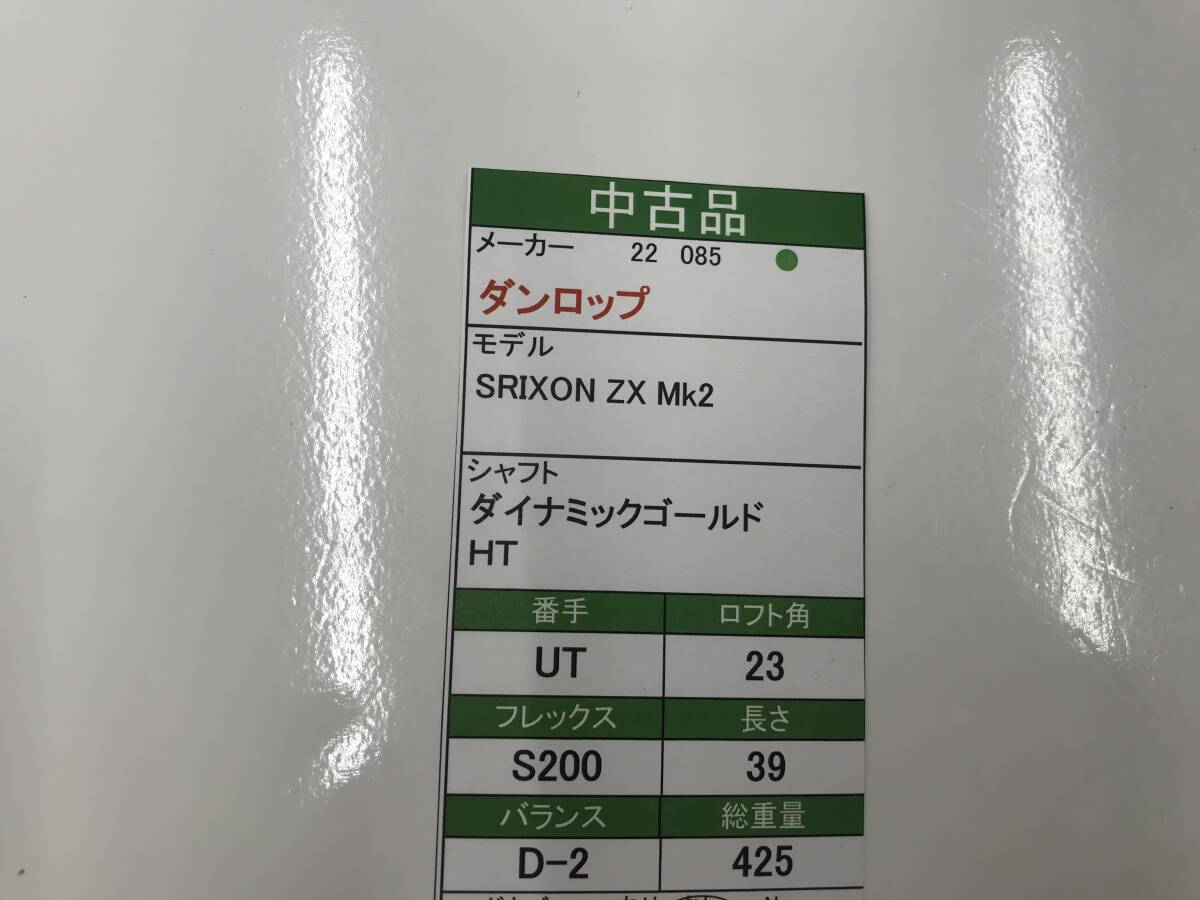 中古品
メーカー 22 085
ダンロップ
モデル
SRIXON ZX Mk2
シャフト
ダイナミックゴールド
HT
番手 ロフト角
UT 23
フレックス 長さ
S200 39
バランス 総重量
D-2 425